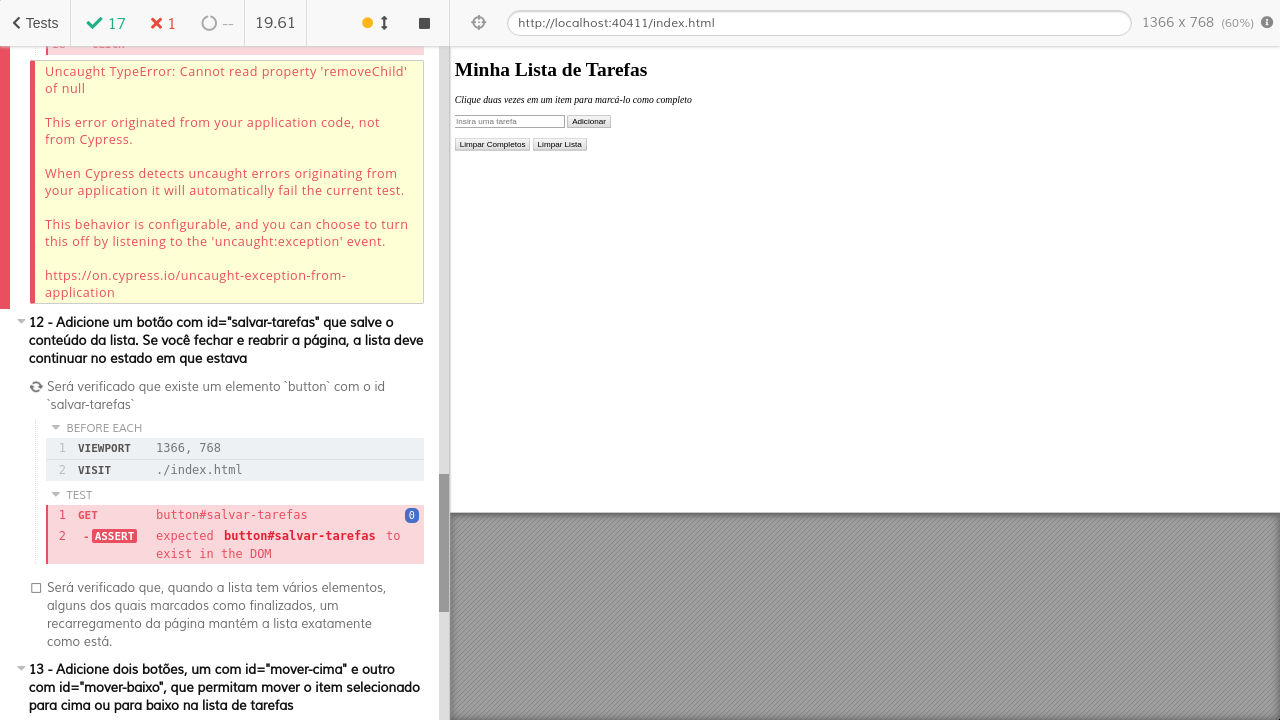 Tests
17
1
--
19.61
http://localhost:40411/index.html
1366 x 768 (60%)
Uncaught TypeError: Cannot read property 'removeChild'
of null
This error originated from your application code, not
from Cypress.
When Cypress detects uncaught errors originating from
your application it will automatically fail the current test.
This behavior is configurable, and you can choose to turn
this off by listening to the 'uncaught:exception' event.
https://on.cypress.io/uncaught-exception-from-
application
12 - Adicione um botão com id="salvar-tarefas" que salve o
conteúdo da lista. Se você fechar e reabrir a página, a lista deve
continuar no estado em que estava
Será verificado que existe um elemento `button` com o id
`salvar-tarefas`
BEFORE EACH
1 VIEWPORT 1366, 768
2 VISIT ./index.html
TEST
1 GET button#salvar-tarefas 0
2 -ASSERT expected button#salvar-tarefas to
exist in the DOM
Será verificado que, quando a lista tem vários elementos,
alguns dos quais marcados como finalizados, um
recarregamento da página mantém a lista exatamente
como está.
13 - Adicione dois botões, um com id="mover-cima" e outro
com id="mover-baixo", que permitam mover o item selecionado
para cima ou para baixo na lista de tarefas
Minha Lista de Tarefas
Clique duas vezes em um item para marcá-lo como completo
Insira uma tarefa Adicionar
Limpar Completos Limpar Lista